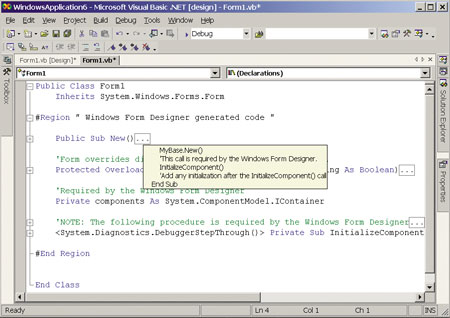 WindowsApplication6 - Microsoft Visual Basic .NET [design] - Form1.vb*
File Edit View Project Build Debug Tools Window Help
Debug
Form1.vb [Design]* Form1.vb*
Form1 (Declarations)
Public Class Form1
Inherits System.Windows.Forms.Form
#Region " Windows Form Designer generated code "
Public Sub New()...
MyBase.New()
'This call is required by the Windows Form Designer.
'Form overrides di
InitializeComponent()
Protected Overload ing As Boolean)...
'Add any initialization after the InitializeComponent() call
End Sub
'Required by the Windows Form Designer
Private components As System.ComponentModel.IContainer
'NOTE: The following procedure is required by the Windows Form Designer...
<System.Diagnostics.DebuggerStepThrough()> Private Sub InitializeComponent
#End Region
End Class
Ready Ln 4 Col 1 Ch 1 INS
Toolbox
Solution Explorer
Properties